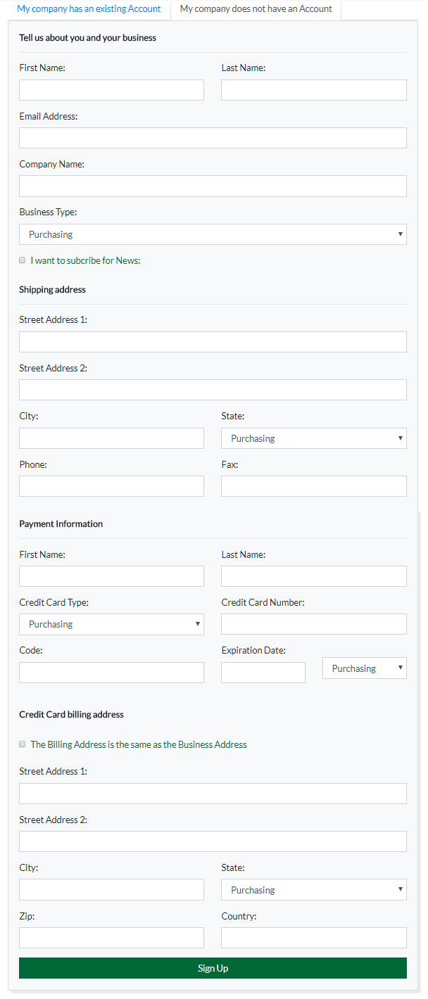 My company has an existing Account My company does not have an Account
Tell us about you and your business
First Name: Last Name:
Email Address:
Company Name:
Business Type:
Purchasing
I want to subcribe for News:
Shipping address
Street Address 1:
Street Address 2:
City: State:
Purchasing
Phone: Fax:
Payment Information
First Name: Last Name:
Credit Card Type: Credit Card Number:
Purchasing
Code: Expiration Date:
Purchasing
Credit Card billing address
The Billing Address is the same as the Business Address
Street Address 1:
Street Address 2:
City: State:
Purchasing
Zip: Country:
Sign Up